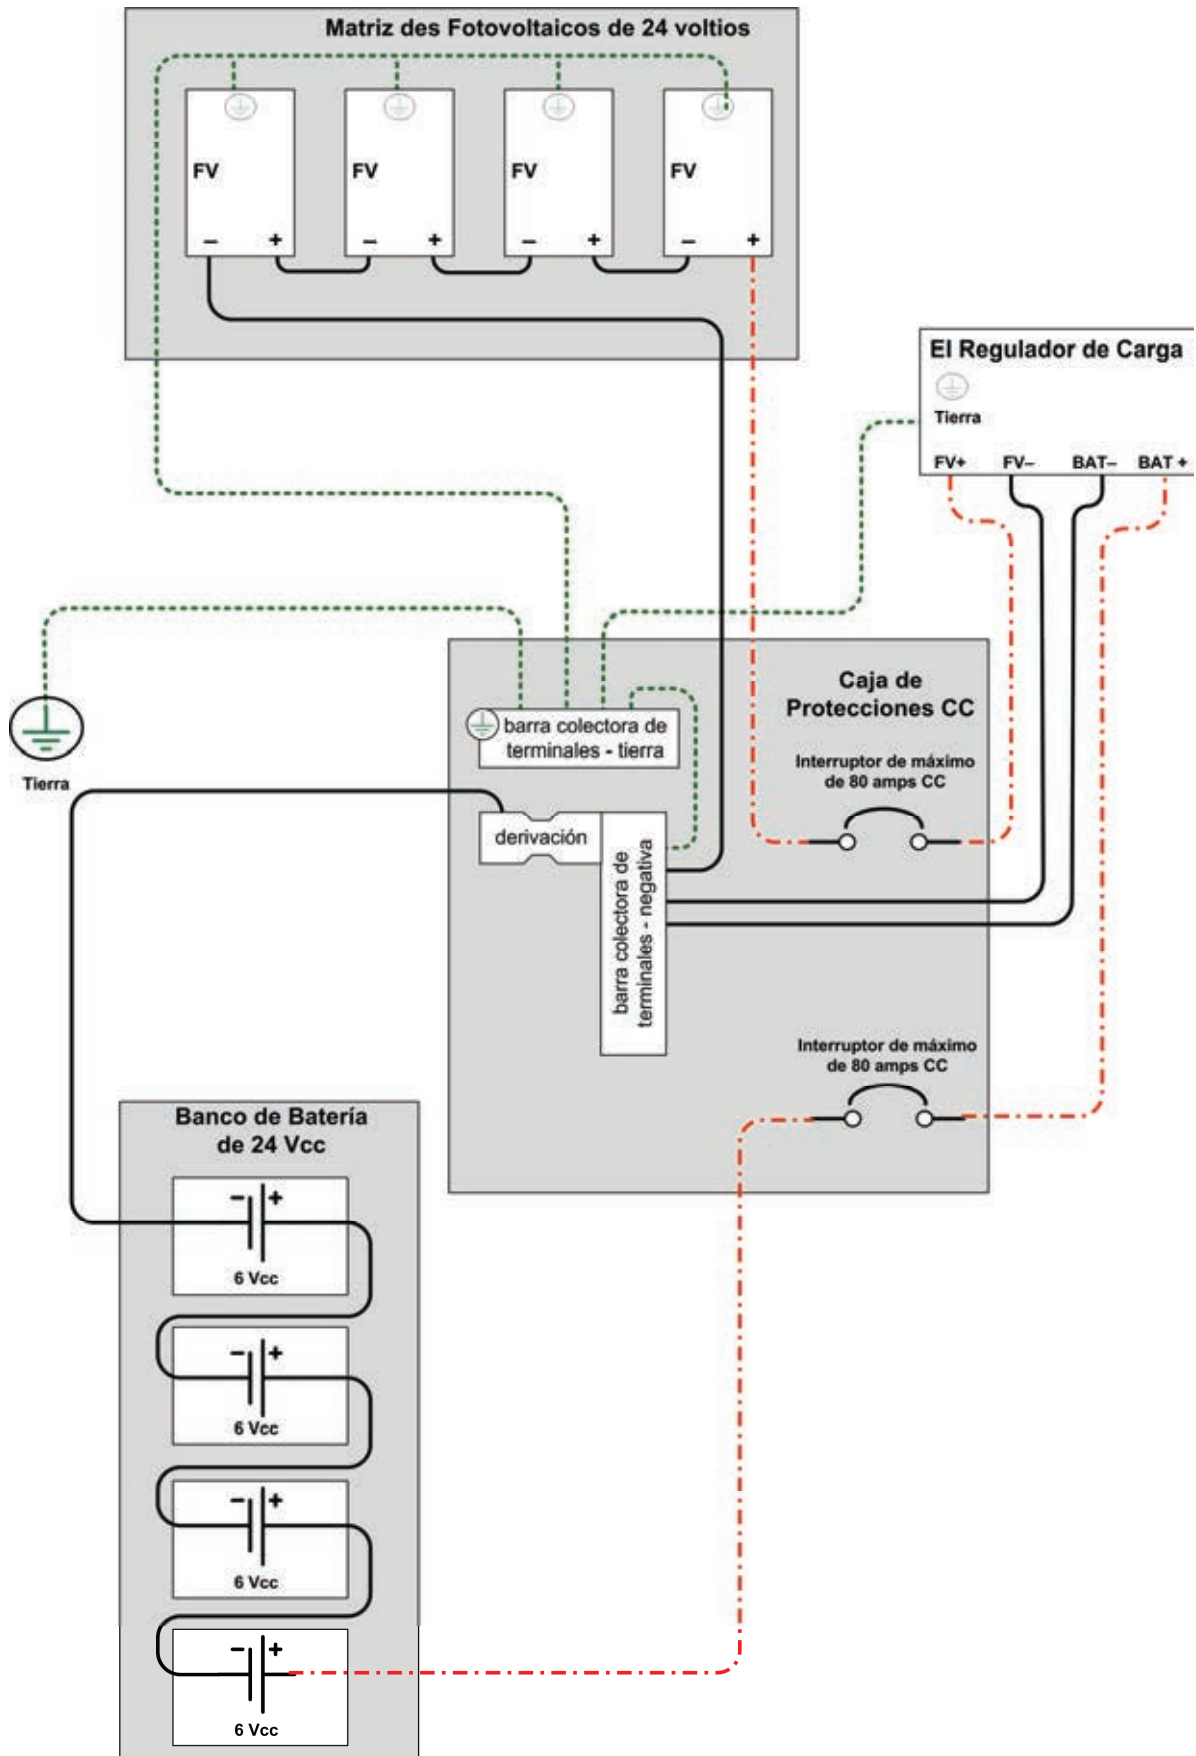 Matriz des Fotovoltaicos de 24 voltios
FV
FV
FV
FV
– +
– +
– +
– +
El Regulador de Carga
Tierra
FV+ FV– BAT– BAT +
Caja de
Protecciones CC
barra colectora de
terminales - tierra
Interruptor de máximo
de 80 amps CC
Tierra
derivación
barra colectora de
terminales - negativa
Interruptor de máximo
de 80 amps CC
Banco de Batería
de 24 Vcc
– +
6 Vcc
– +
6 Vcc
– +
6 Vcc
– +
6 Vcc